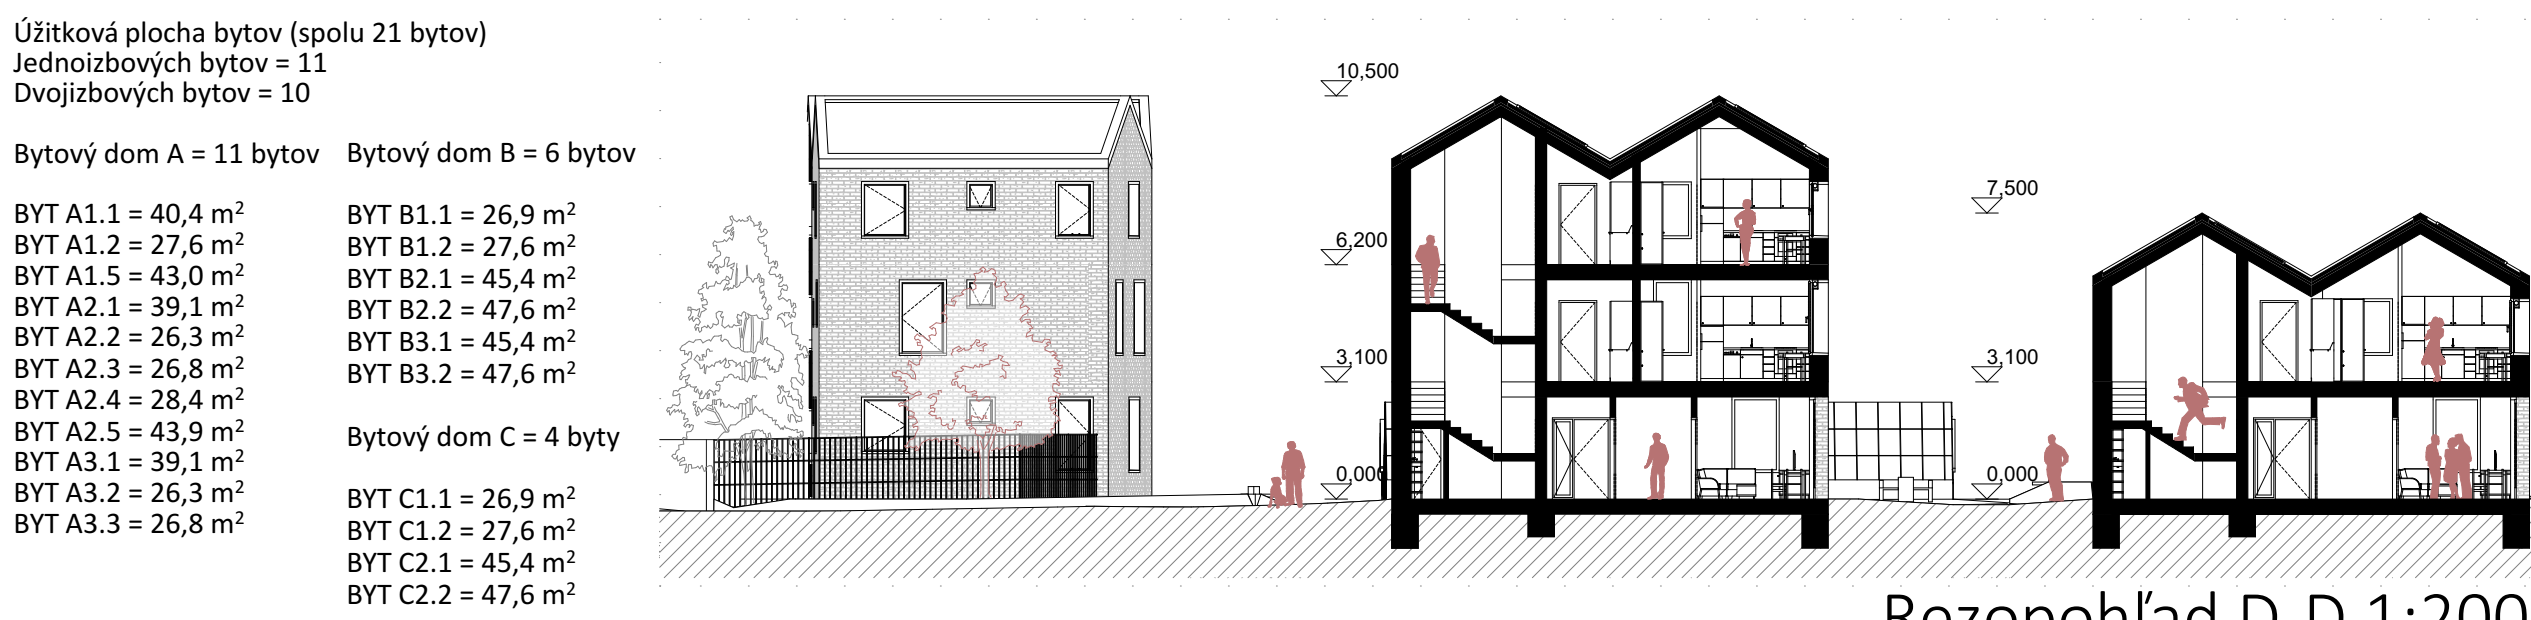 Úžitková plocha bytov (spolu 21 bytov)
Jednoizbových bytov = 11
Dvojizbových bytov = 10
Bytový dom A = 11 bytov
BYT A1.1 = 40,4 m²
BYT A1.2 = 27,6 m²
BYT A1.5 = 43,0 m²
BYT A2.1 = 39,1 m²
BYT A2.2 = 26,3 m²
BYT A2.3 = 26,8 m²
BYT A2.4 = 28,4 m²
BYT A2.5 = 43,9 m²
BYT A3.1 = 39,1 m²
BYT A3.2 = 26,3 m²
BYT A3.3 = 26,8 m²
Bytový dom B = 6 bytov
BYT B1.1 = 26,9 m²
BYT B1.2 = 27,6 m²
BYT B2.1 = 45,4 m²
BYT B2.2 = 47,6 m²
BYT B3.1 = 45,4 m²
BYT B3.2 = 47,6 m²
Bytový dom C = 4 byty
BYT C1.1 = 26,9 m²
BYT C1.2 = 27,6 m²
BYT C2.1 = 45,4 m²
BYT C2.2 = 47,6 m²
10,500
6,200
3,100
0,000
7,500
3,100
0,000
Rezopohľad D-D 1:200